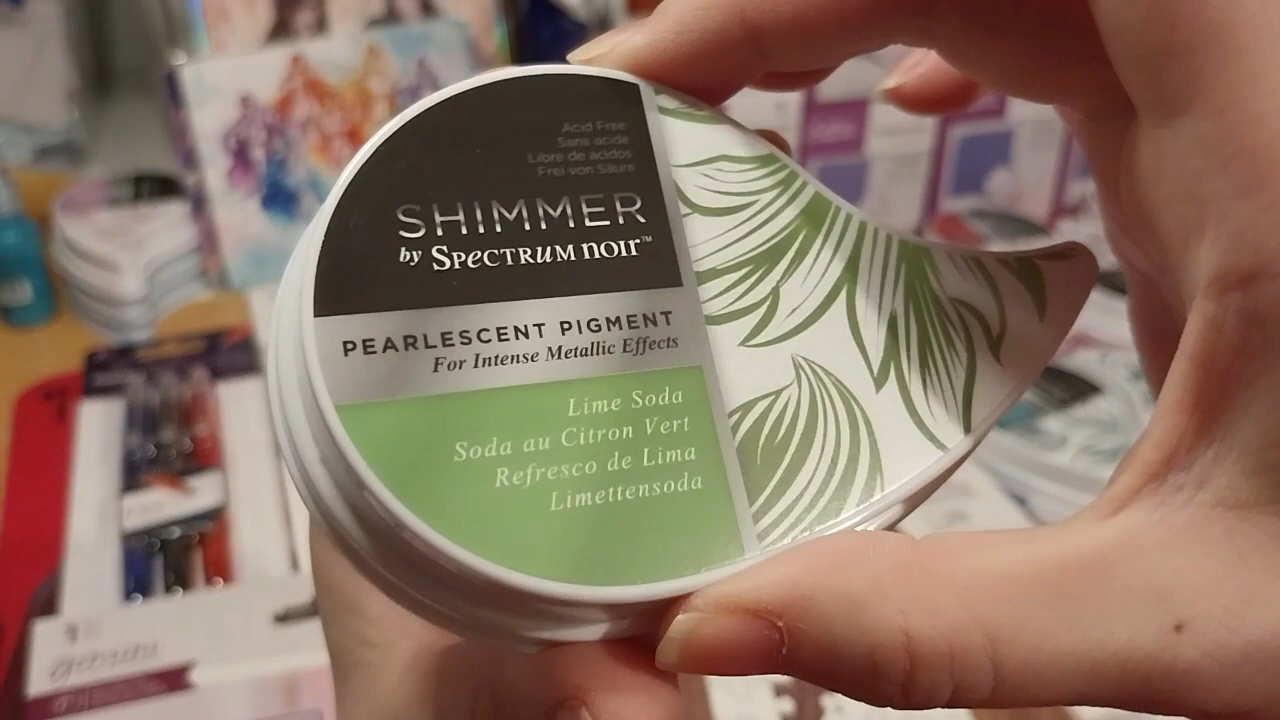 Acid Free
Sans acide
Libre de ácidos
Frei von Säure
SHIMMER
by SPECTRUM NOIR™
PEARLESCENT PIGMENT
For Intense Metallic Effects
Lime Soda
Soda au Citron Vert
Refresco de Lima
Limettensoda
gemini